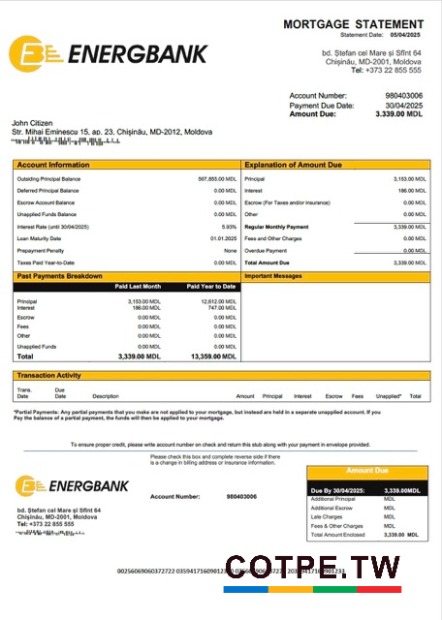 MORTGAGE STATEMENT
Statement Date: 05/04/2025
ENERGBANK
bd. Ștefan cel Mare și Sfînt 64
Chișinău, MD-2001, Moldova
Tel: +373 22 855 555
Account Number: 980403006
Payment Due Date: 30/04/2025
Amount Due: 3.339.00 MDL
John Citizen
Str. Mihai Eminescu 15, ap. 23, Chișinău, MD-2012, Moldova
Account Information
Outsiding Principal Balance 567,855.00 MDL
Deferred Principal Balance 0.00 MDL
Escrow Account Balance 0.00 MDL
Unapplied Funds Balance 0.00 MDL
Interest Rate (until 30/04/2025) 5.93%
Loan Maturity Date 01.01.2025
Prepayment Penalty None
Taxes Paid Year-to-Date 0.00 MDL
Explanation of Amount Due
Principal 3,153.00 MDL
Interest 186.00 MDL
Escrow (For Taxes and/or insurance) 0.00 MDL
Other 0.00 MDL
Regular Monthly Payment 3,339.00 MDL
Fees and Other Charges 0.00 MDL
Overdue Payment 0.00 MDL
Total Amount Due 3,339.00 MDL
Past Payments Breakdown
Paid Last Month Paid Year to Date
Principal 3,153.00 MDL 12,612.00 MDL
Interest 186.00 MDL 747.00 MDL
Escrow 0.00 MDL 0.00 MDL
Fees 0.00 MDL 0.00 MDL
Other 0.00 MDL 0.00 MDL
Unapplied Funds 0.00 MDL 0.00 MDL
Total 3,339.00 MDL 13,359.00 MDL
Important Messages
Transaction Activity
Trans. Date Due Date Description Amount Principal Interest Escrow Fees Unapplied* Total
*Partial Payments: Any partial payments that you make are not applied to your mortgage, but instead are held in a separate unapplied account. If you
Pay the balance of a partial payment, the funds will then be applied to your mortgage.
To ensure proper credit, please write account number on check and return this stub along with your payment in envelope provided.
Please check this box and complete reverse side if there
is a change in billing address or insurance information.
ENERGBANK
Account Number: 980403006
bd. Ștefan cel Mare și Sfînt 64
Chișinău, MD-2001, Moldova
Tel: +373 22 855 555
Amount Due
Due By 30/04/2025: 3,339.00MDL
Additional Principal MDL
Additional Escrow MDL
Late Charges MDL
Fees & Other Charges MDL
Total Amount Enclosed 3,339.00 MDL
COTPE.TW